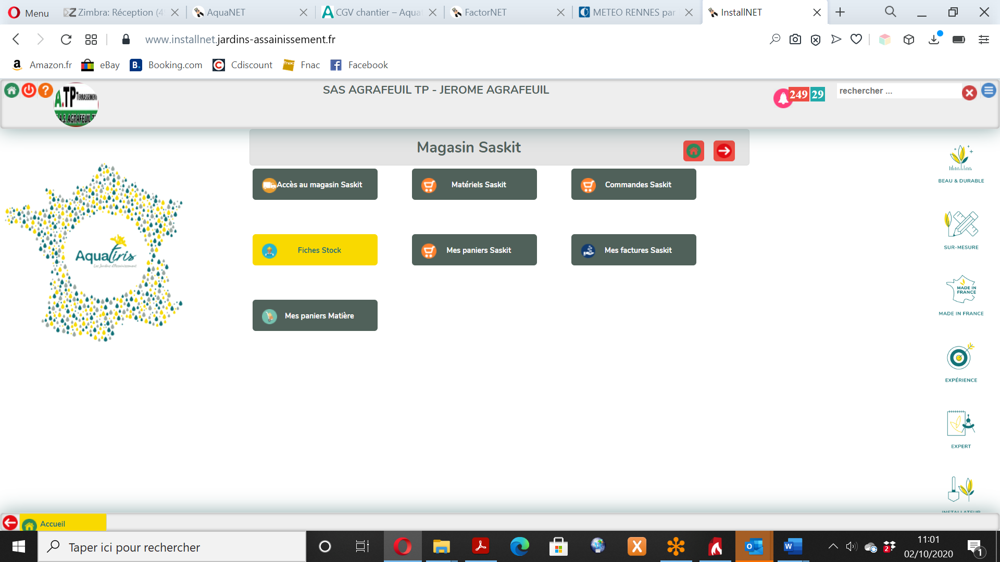 Menu
Zimbra: Réception (4
AquaNET
CGV chantier – Aqua
FactorNET
METEO RENNES par
InstallNET
www.installnet.jardins-assainissement.fr
Amazon.fr
eBay
Booking.com
Cdiscount
Fnac
Facebook
A.TP TERRASSEMENT
S.A.S. AGRAFEUIL TP
SAS AGRAFEUIL TP - JEROME AGRAFEUIL
249 29
rechercher ...
Magasin Saskit
Accès au magasin Saskit
Matériels Saskit
Commandes Saskit
Fiches Stock
Mes paniers Saskit
Mes factures Saskit
Mes paniers Matière
Aquatiris
Les Jardins d'Assainissement
BEAU & DURABLE
SUR-MESURE
MADE IN
FRANCE
MADE IN FRANCE
EXPÉRIENCE
EXPERT
INSTALLATEUR
Accueil
Taper ici pour rechercher
2
11:01
02/10/2020
1